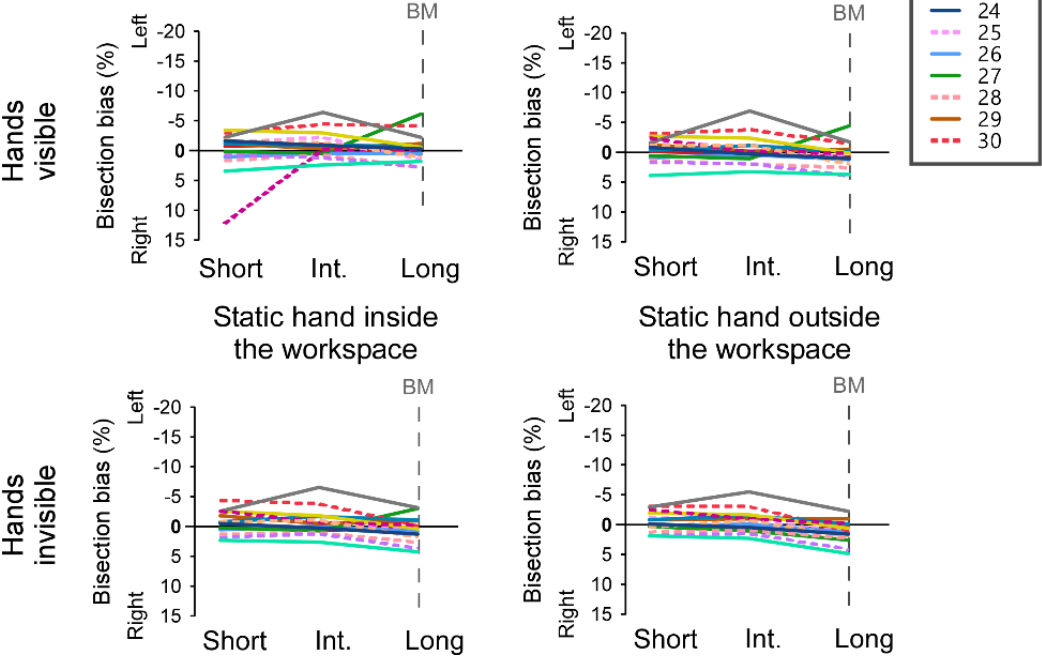 BM
Left
-20
-15
-10
-5
0
5
10
15
Right
Bisection bias (%)
Hands
visible
Short Int. Long
BM
Left
-20
-15
-10
-5
0
5
10
15
Right
Bisection bias (%)
Short Int. Long
24
25
26
27
28
29
30
Static hand inside
the workspace
Static hand outside
the workspace
BM
Left
-20
-15
-10
-5
0
5
10
15
Right
Bisection bias (%)
Hands
invisible
Short Int. Long
BM
Left
-20
-15
-10
-5
0
5
10
15
Right
Bisection bias (%)
Short Int. Long